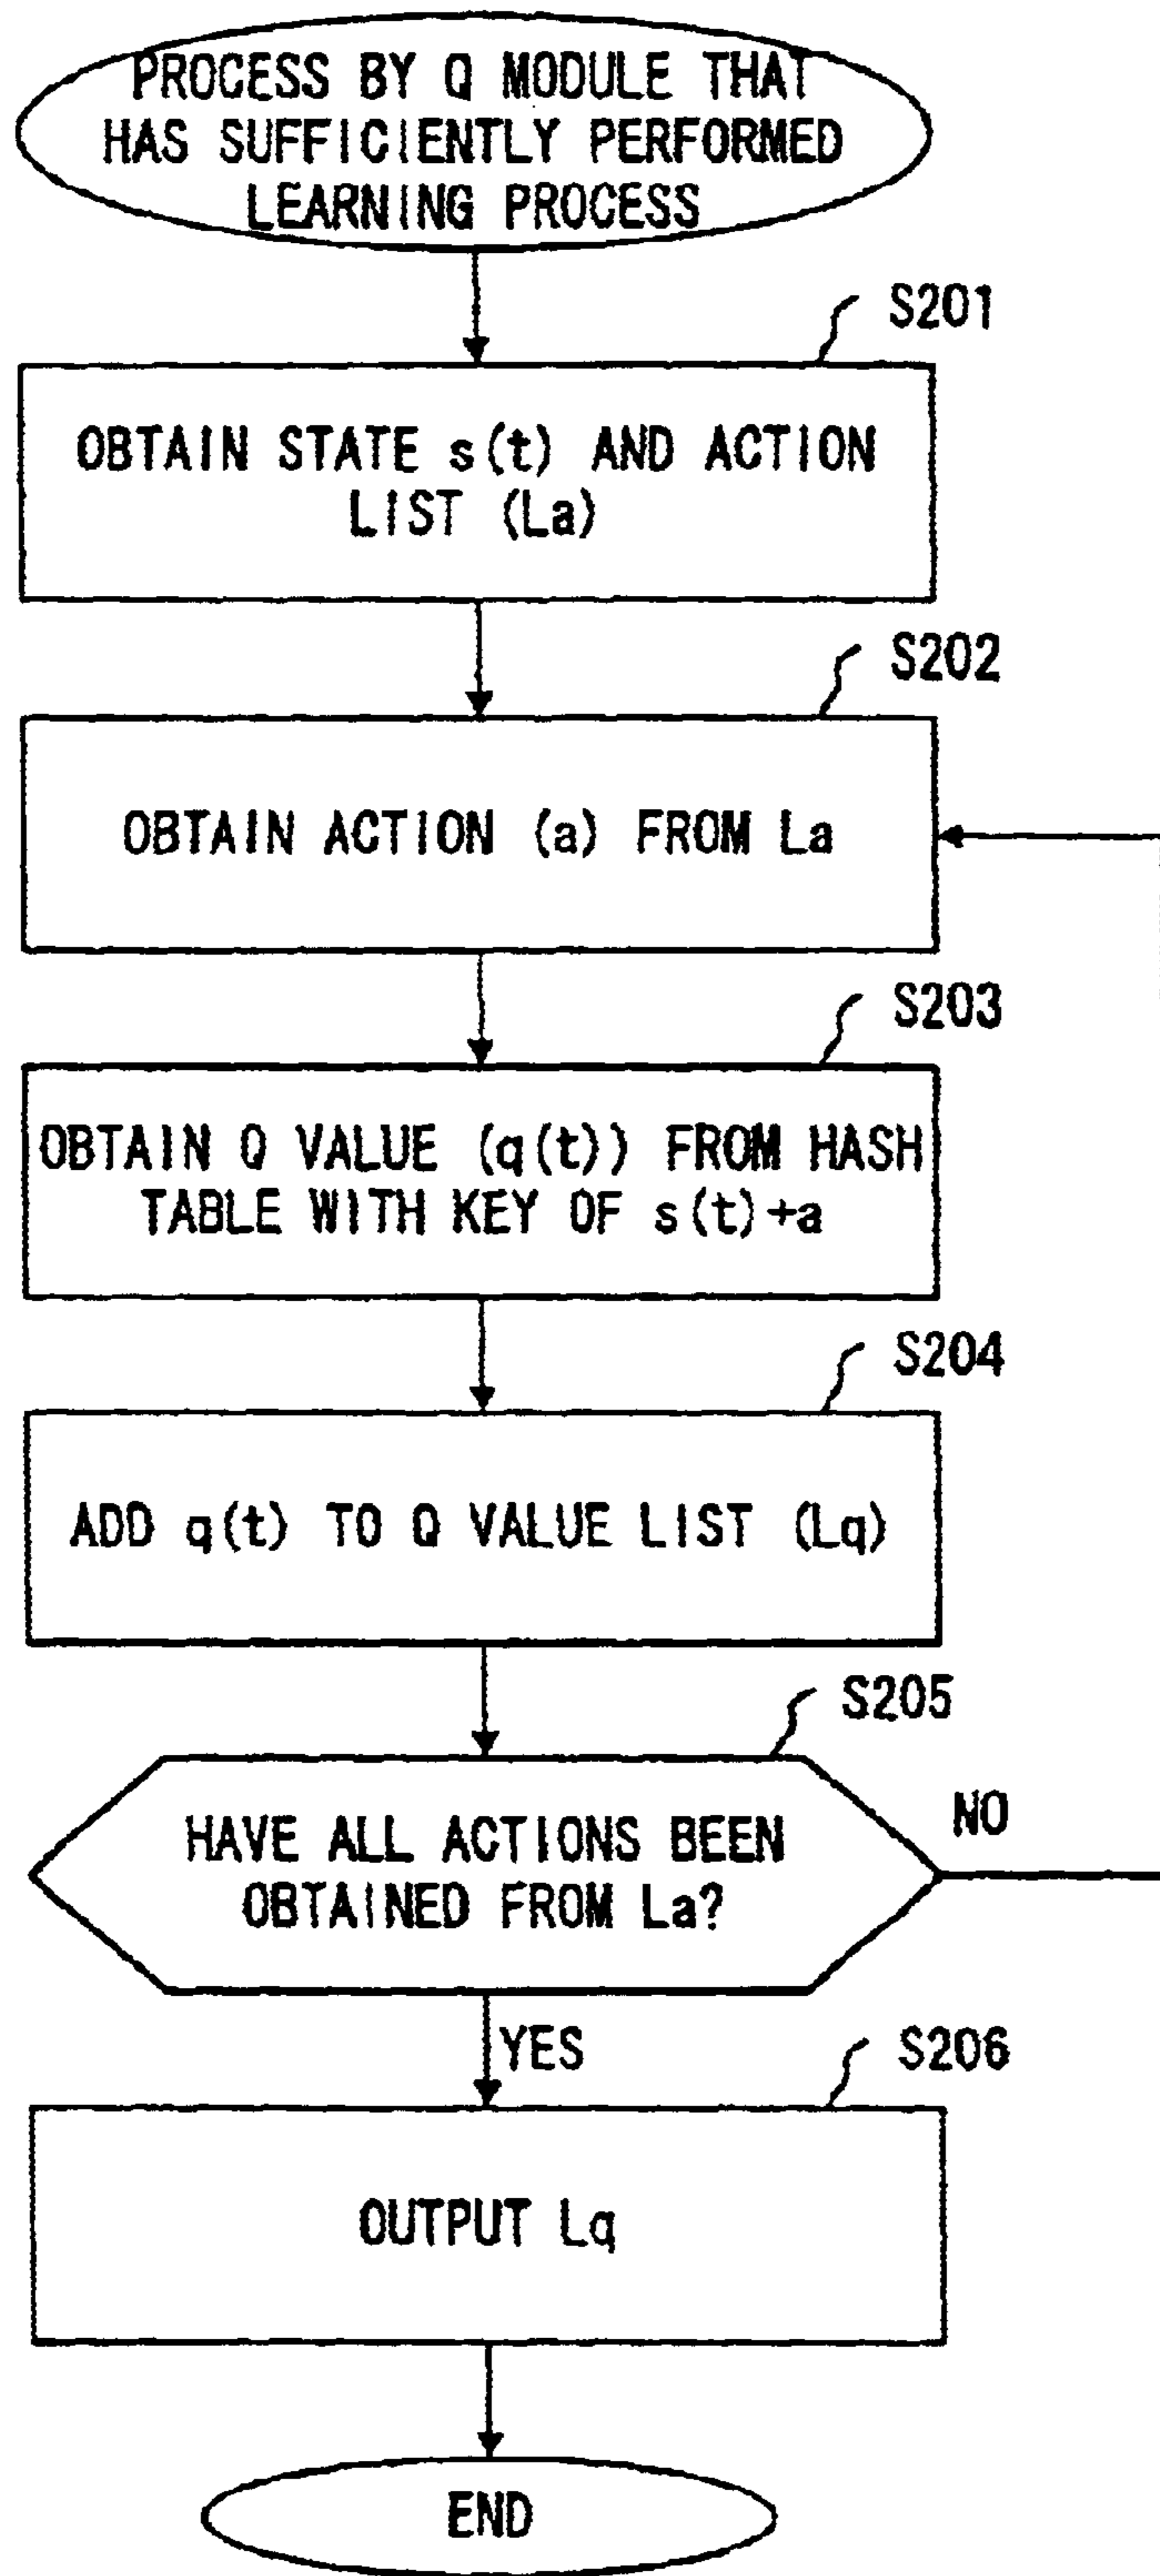 PROCESS BY Q MODULE THAT
HAS SUFFICIENTLY PERFORMED
LEARNING PROCESS
S201
OBTAIN STATE s(t) AND ACTION
LIST (La)
S202
OBTAIN ACTION (a) FROM La
S203
OBTAIN Q VALUE (q(t)) FROM HASH
TABLE WITH KEY OF s(t)+a
S204
ADD q(t) TO Q VALUE LIST (Lq)
S205
HAVE ALL ACTIONS BEEN
OBTAINED FROM La?
NO
YES
S206
OUTPUT Lq
END